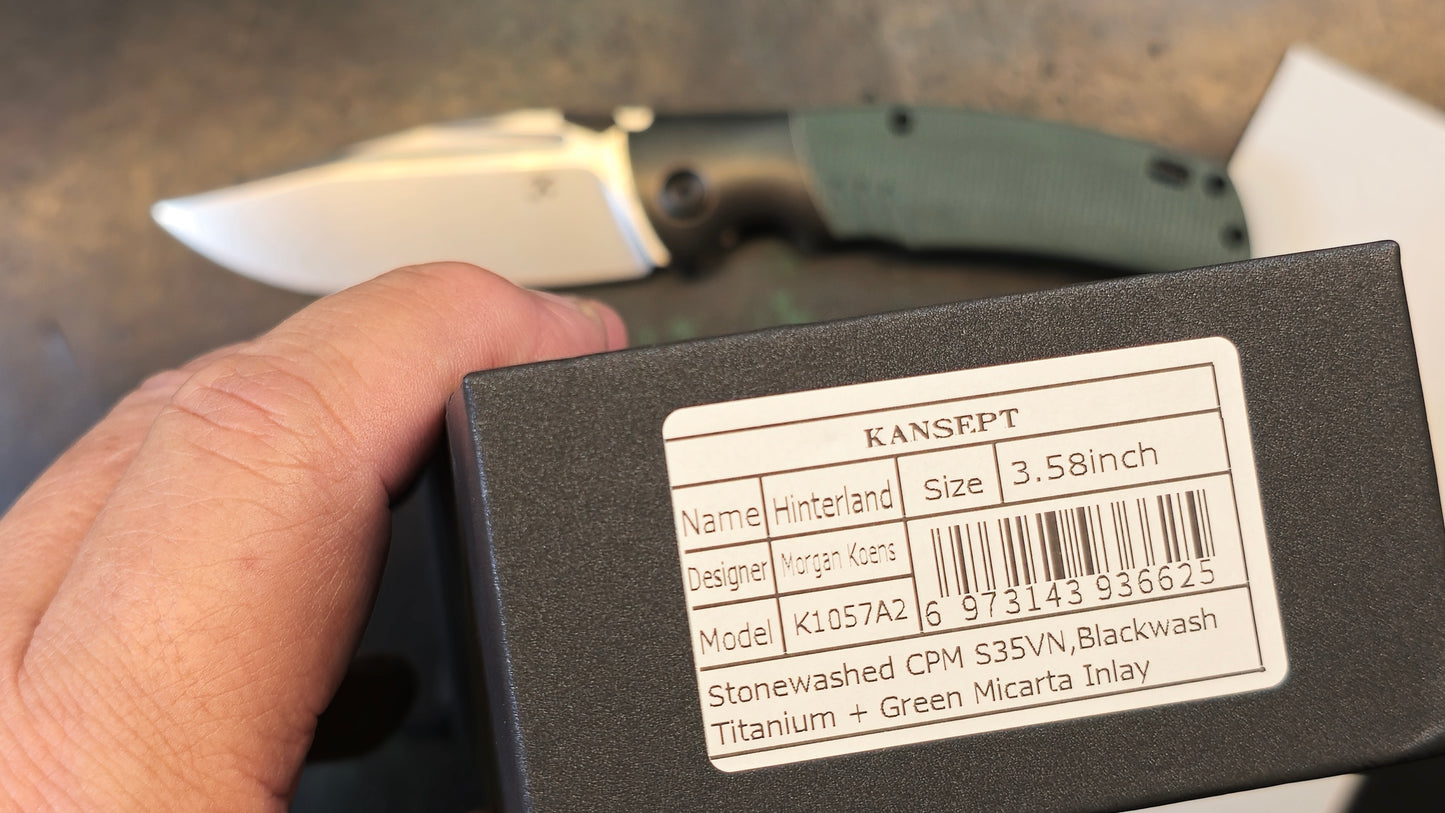 KANSEPT
Name Hinterland Size 3.58inch
Designer Morgan Koens
Model K1057A2
6 973143 936625
Stonewashed CPM S35VN,Blackwash
Titanium + Green Micarta Inlay